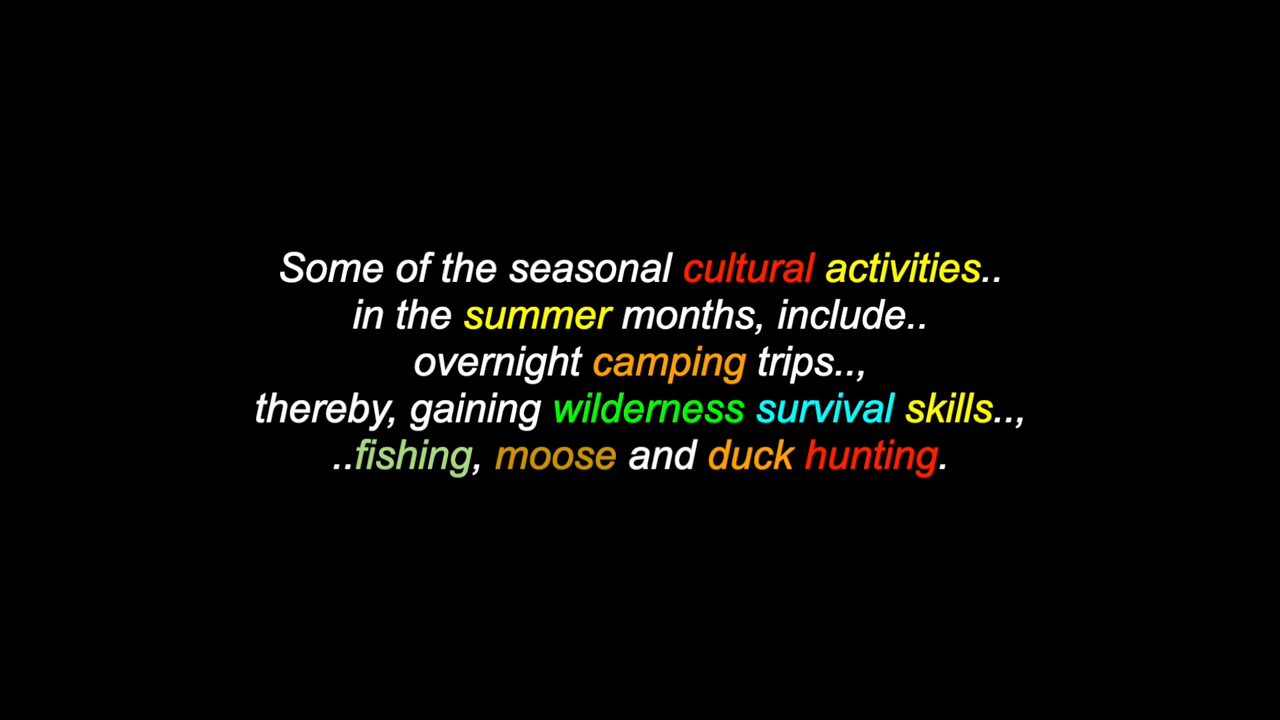 Some of the seasonal cultural activities..
in the summer months, include..
overnight camping trips..,
thereby, gaining wilderness survival skills..,
..fishing, moose and duck hunting.